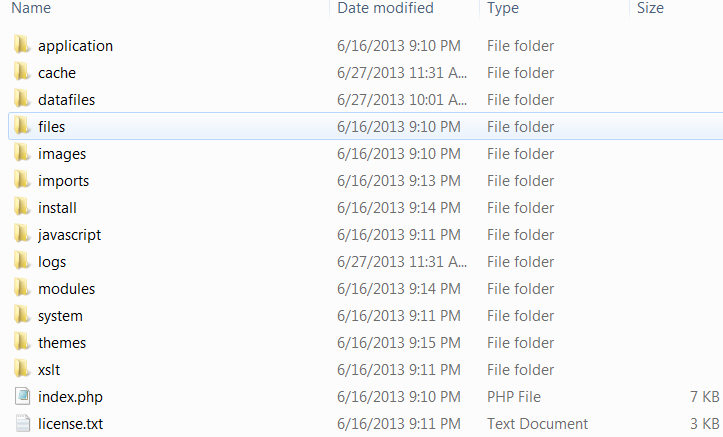 Name Date modified Type Size
application 6/16/2013 9:10 PM File folder
cache 6/27/2013 11:31 A... File folder
datafiles 6/27/2013 10:01 A... File folder
files 6/16/2013 9:10 PM File folder
images 6/16/2013 9:10 PM File folder
imports 6/16/2013 9:13 PM File folder
install 6/16/2013 9:14 PM File folder
javascript 6/16/2013 9:11 PM File folder
logs 6/27/2013 11:31 A... File folder
modules 6/16/2013 9:14 PM File folder
system 6/16/2013 9:11 PM File folder
themes 6/16/2013 9:15 PM File folder
xslt 6/16/2013 9:11 PM File folder
index.php 6/16/2013 9:10 PM PHP File 7 KB
license.txt 6/16/2013 9:11 PM Text Document 3 KB